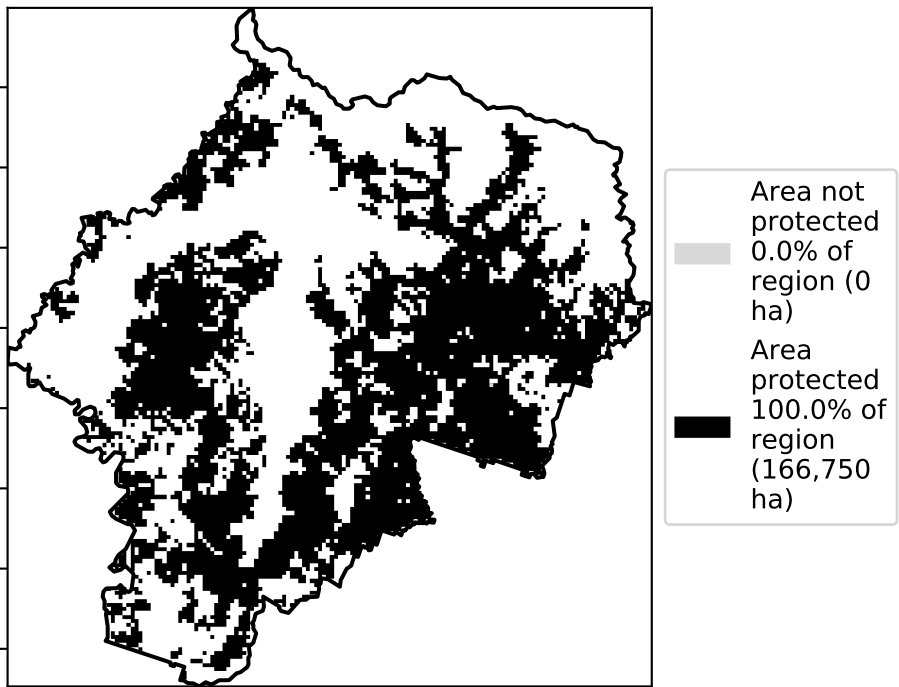 Area not
protected
0.0% of
region (0
ha)
Area
protected
100.0% of
region
(166,750
ha)